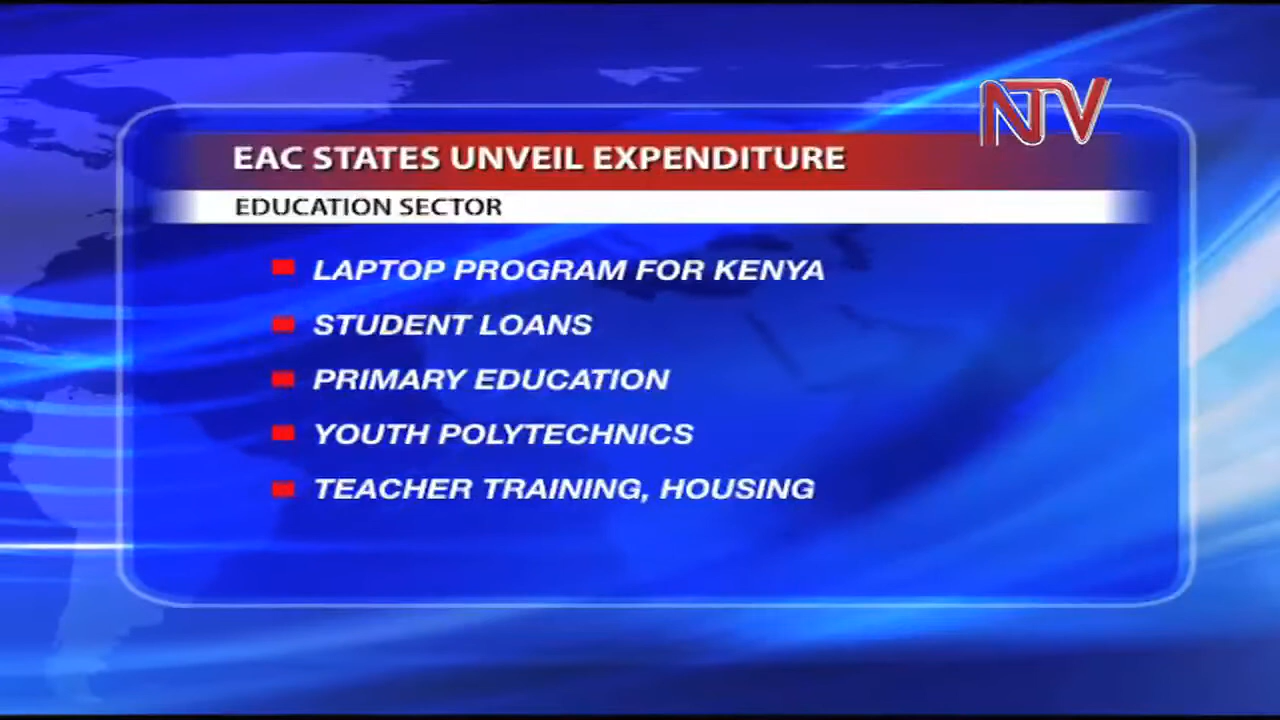 NTV
EAC STATES UNVEIL EXPENDITURE
EDUCATION SECTOR
LAPTOP PROGRAM FOR KENYA
STUDENT LOANS
PRIMARY EDUCATION
YOUTH POLYTECHNICS
TEACHER TRAINING, HOUSING